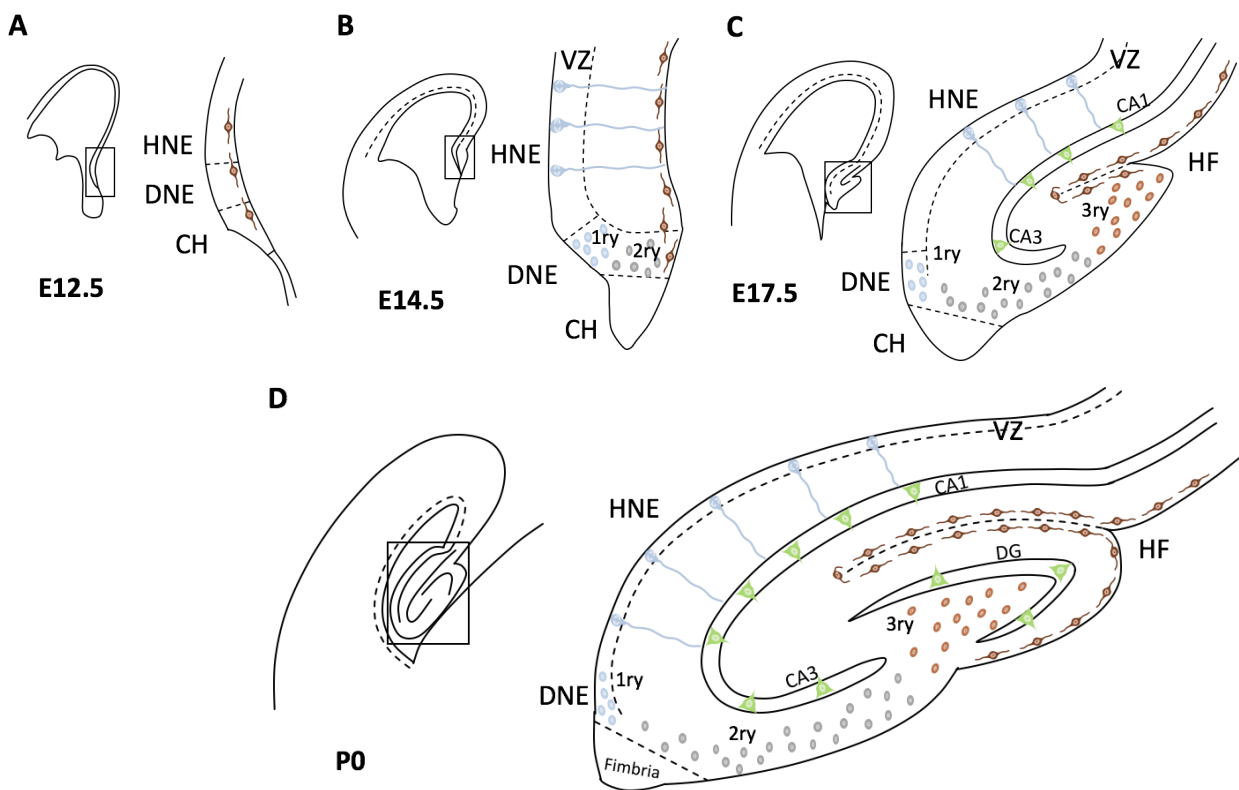 A
HNE
DNE
CH
E12.5
B
VZ
HNE
1ry
2ry
DNE
CH
E14.5
C
VZ
HNE
CA1
HF
3ry
CA3
1ry
DNE
2ry
CH
E17.5
D
VZ
CA1
HNE
DG
HF
3ry
CA3
1ry
DNE
2ry
Fimbria
P0